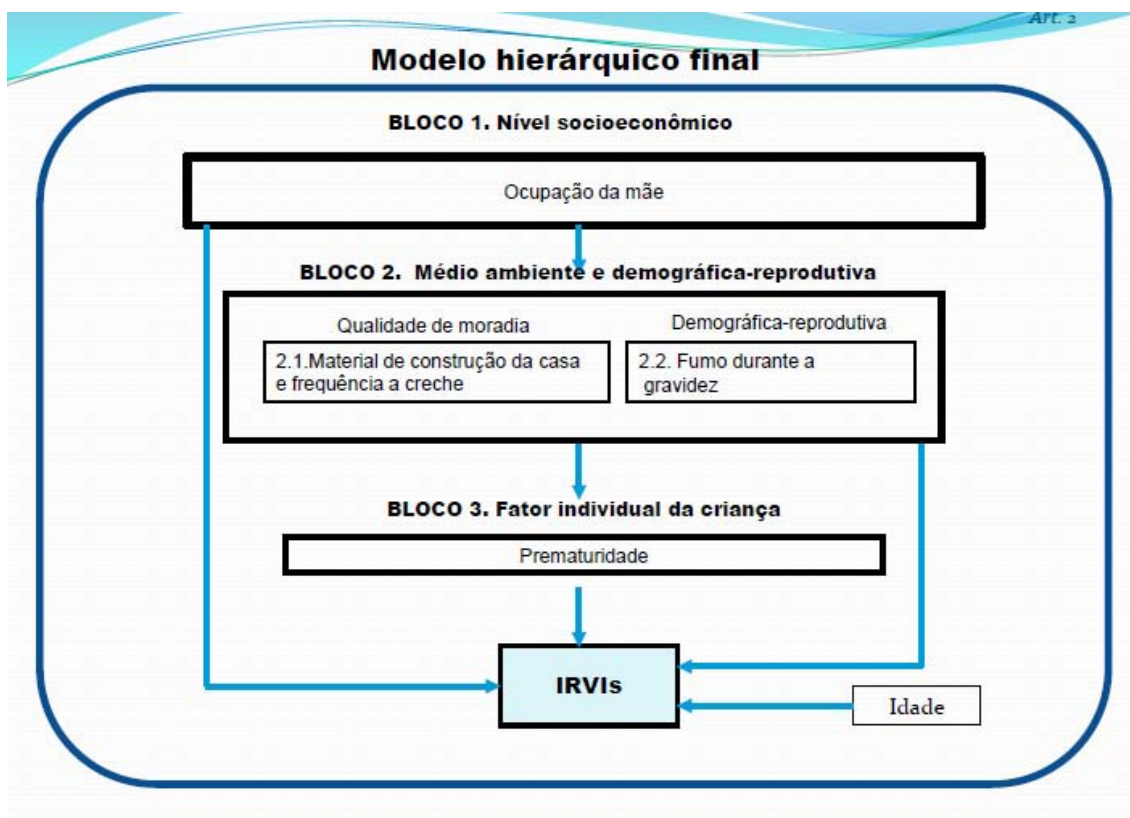 Art. 2
Modelo hierárquico final
BLOCO 1. Nível socioeconômico
Ocupação da mãe
BLOCO 2. Médio ambiente e demográfica-reprodutiva
Qualidade de moradia
Demográfica-reprodutiva
2.1.Material de construção da casa
e frequência a creche
2.2. Fumo durante a
gravidez
BLOCO 3. Fator individual da criança
Prematuridade
IRVIs
Idade